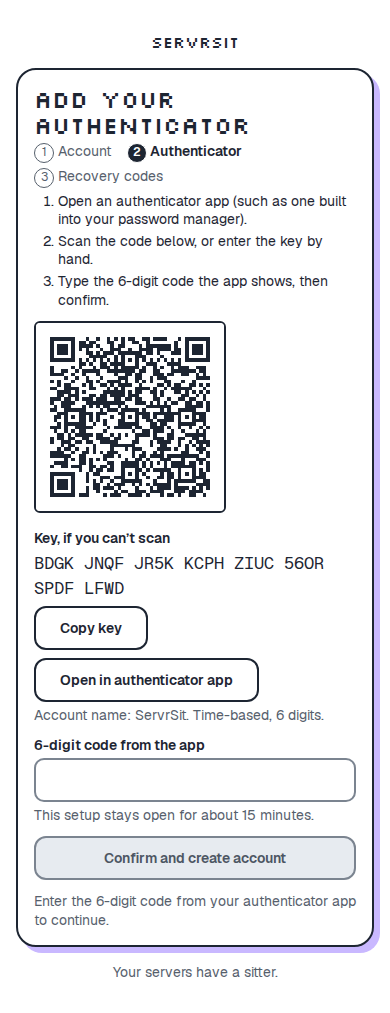 SERVRSIT
ADD YOUR
AUTHENTICATOR
1 Account 2 Authenticator
3 Recovery codes
1. Open an authenticator app (such as one built
into your password manager).
2. Scan the code below, or enter the key by
hand.
3. Type the 6-digit code the app shows, then
confirm.
Key, if you can’t scan
BDGK JNQF JR5K KCPH ZIUC 56OR
SPDF LFWD
Copy key
Open in authenticator app
Account name: ServrSit. Time-based, 6 digits.
6-digit code from the app
This setup stays open for about 15 minutes.
Confirm and create account
Enter the 6-digit code from your authenticator app
to continue.
Your servers have a sitter.